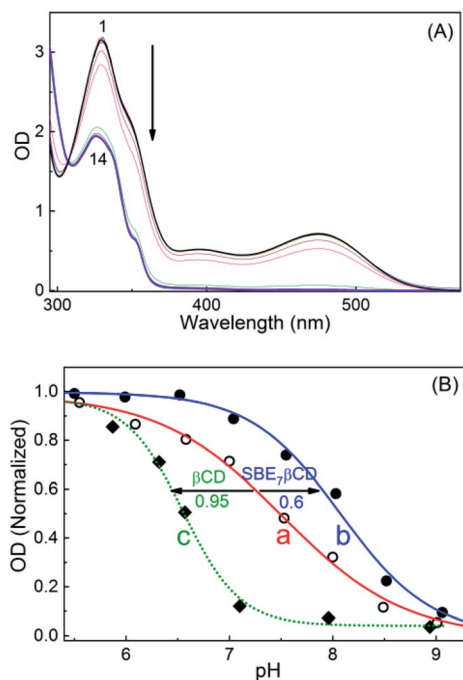 (A)
1
3
2
14
1
0
OD
300
400
500
Wavelength (nm)
(B)
1.0
0.8
0.6
0.4
0.2
0.0
OD (Normalized)
βCD
SBE₇βCD
0.95
0.6
c
a
b
6
7
8
9
pH